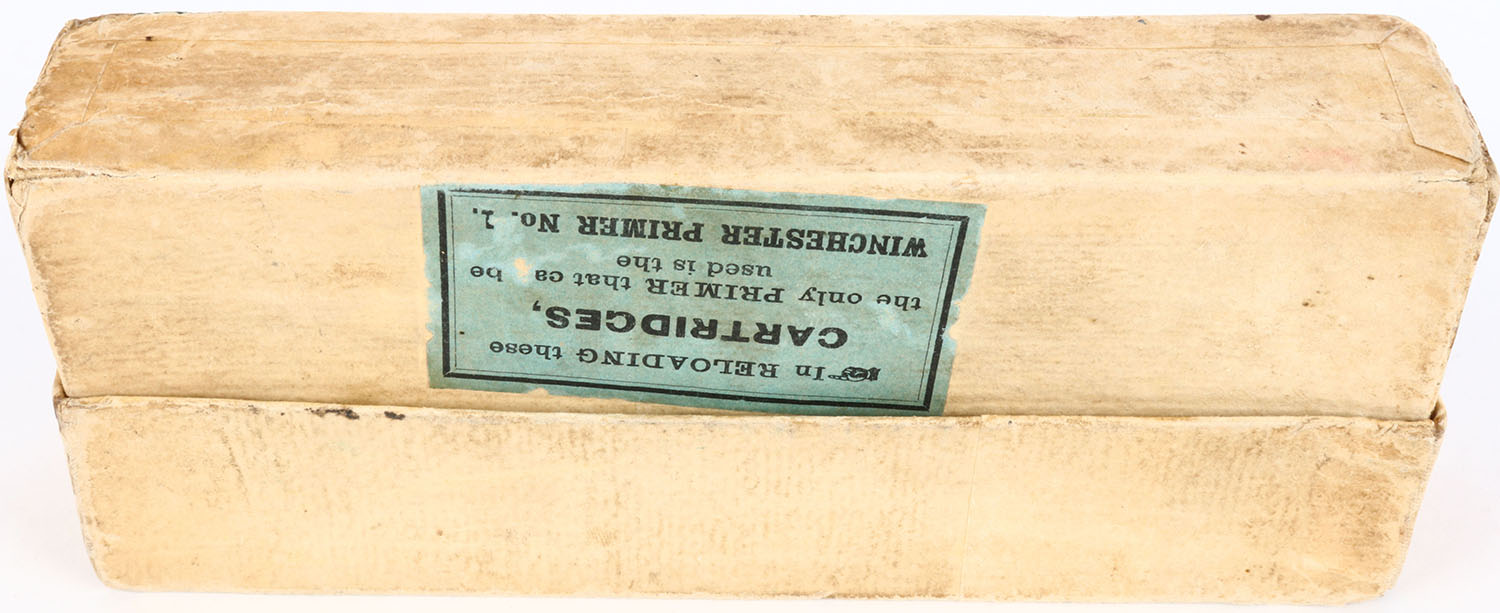 In RELOADING these
CARTRIDGES,
the only PRIMER that ca be
used is the
WINCHESTER PRIMER No. 1.